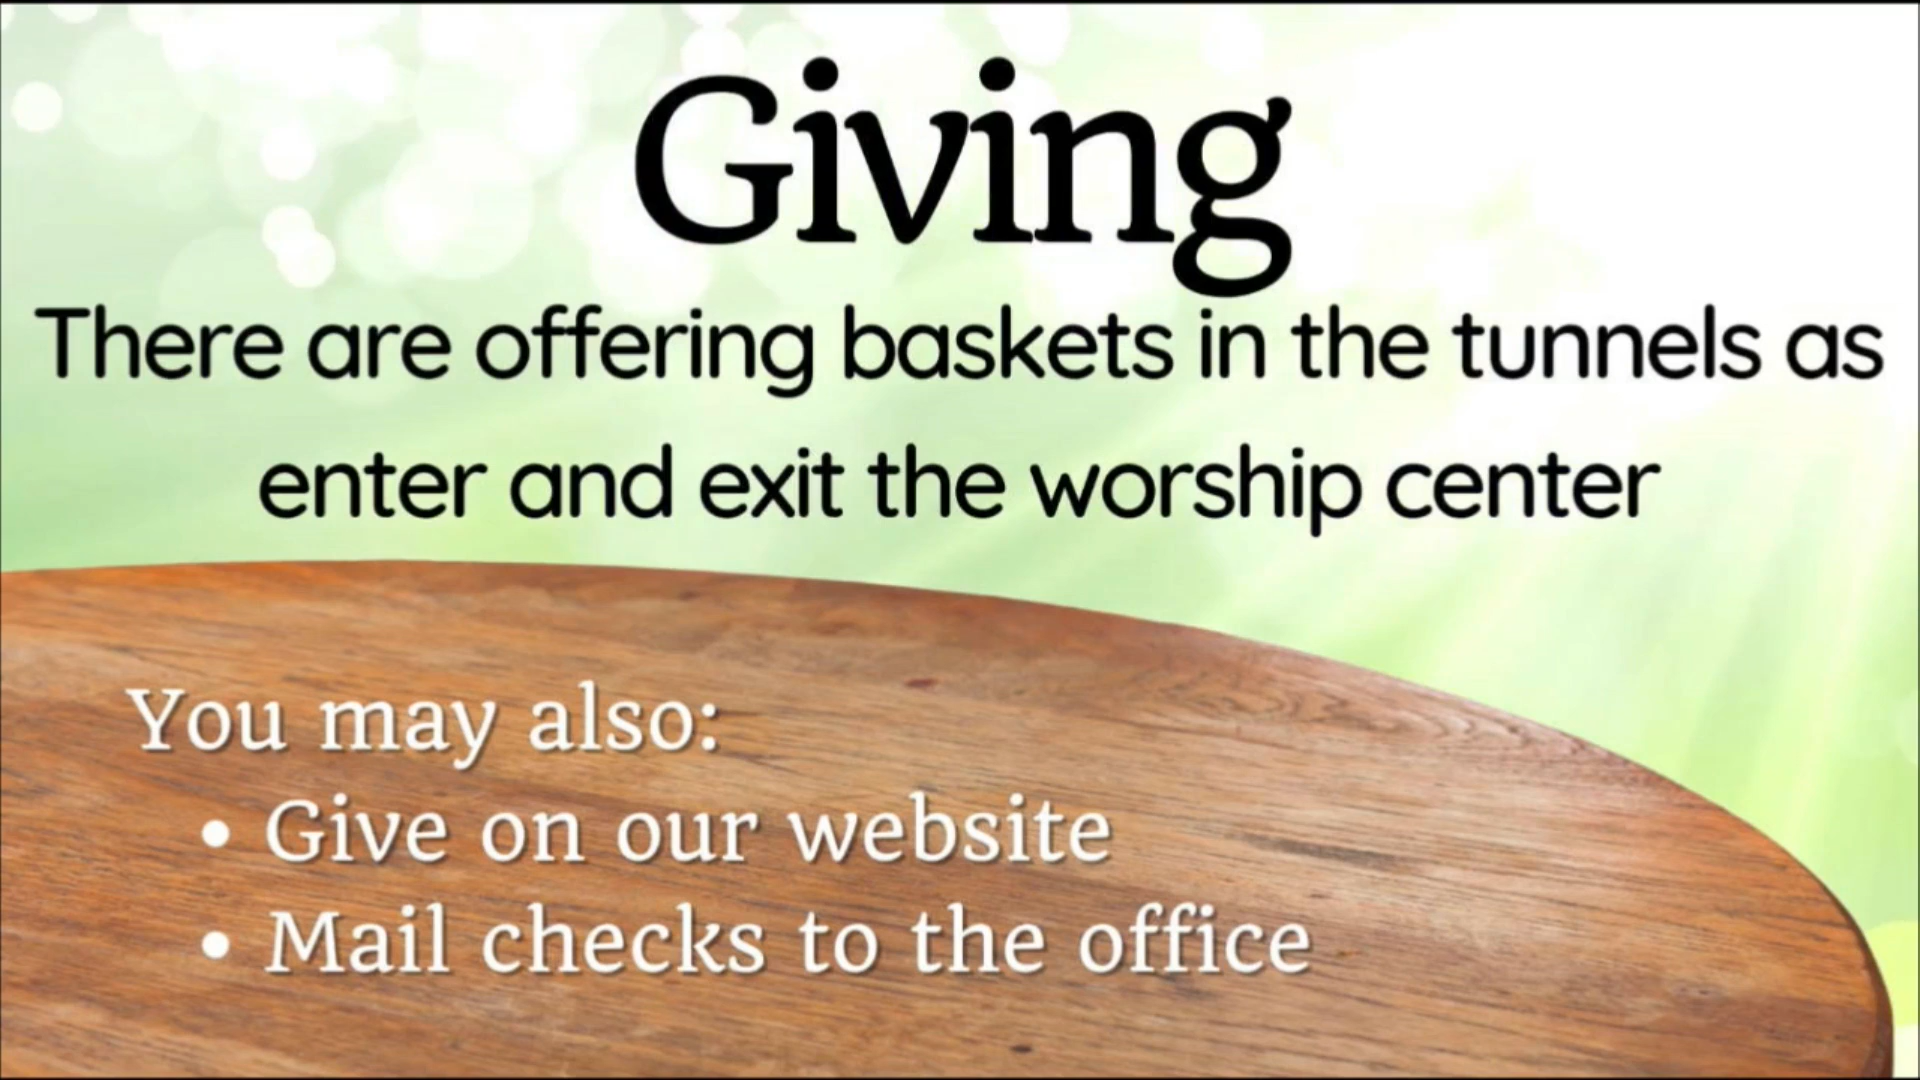 Giving
There are offering baskets in the tunnels as
enter and exit the worship center
You may also:
• Give on our website
• Mail checks to the office